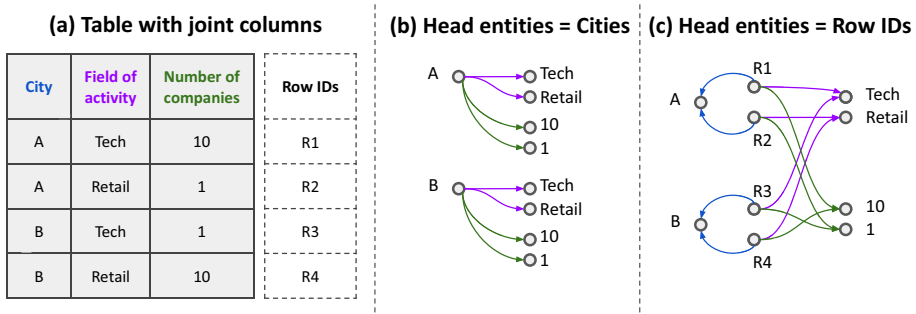 (a) Table with joint columns
City
Field of
activity
Number of
companies
Row IDs
A
Tech
10
R1
A
Retail
1
R2
B
Tech
1
R3
B
Retail
10
R4
(b) Head entities = Cities
A
Tech
Retail
10
1
B
Tech
Retail
10
1
(c) Head entities = Row IDs
R1
A
R2
Tech
Retail
R3
B
R4
10
1